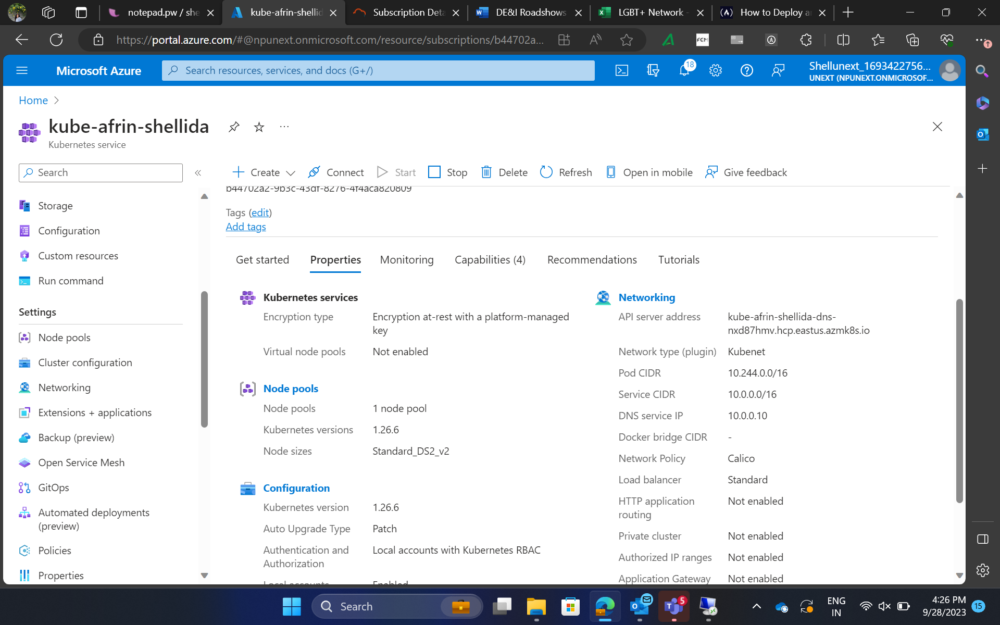 notepad.pw / she
kube-afrin-shellid
Subscription Deta
DE&I Roadshows
LGBT+ Network -
How to Deploy a
https://portal.azure.com/#@npunext.onmicrosoft.com/resource/subscriptions/b44702a...
FCM
Microsoft Azure
Search resources, services, and docs (G+/)
18
Shellunext_1693422756...
UNEXT (NPUNEXT.ONMICROSOF...
Home
kube-afrin-shellida
Kubernetes service
Search
Create
Connect
Start
Stop
Delete
Refresh
Open in mobile
Give feedback
Storage
Configuration
Custom resources
Run command
Settings
Node pools
Cluster configuration
Networking
Extensions + applications
Backup (preview)
Open Service Mesh
GitOps
Automated deployments
(preview)
Policies
Properties
b44702a2-9b3c-43df-8276-4f4aca820809
Tags (edit)
Add tags
Get started
Properties
Monitoring
Capabilities (4)
Recommendations
Tutorials
Kubernetes services
Encryption type Encryption at-rest with a platform-managed
key
Virtual node pools Not enabled
Node pools
Node pools 1 node pool
Kubernetes versions 1.26.6
Node sizes Standard_DS2_v2
Configuration
Kubernetes version 1.26.6
Auto Upgrade Type Patch
Authentication and Local accounts with Kubernetes RBAC
Authorization
Local accounts Enabled
Networking
API server address kube-afrin-shellida-dns-
nxd87hmv.hcp.eastus.azmk8s.io
Network type (plugin) Kubenet
Pod CIDR 10.244.0.0/16
Service CIDR 10.0.0.0/16
DNS service IP 10.0.0.10
Docker bridge CIDR -
Network Policy Calico
Load balancer Standard
HTTP application Not enabled
routing
Private cluster Not enabled
Authorized IP ranges Not enabled
Application Gateway Not enabled
Search
5
ENG
IN
4:26 PM
9/28/2023
15